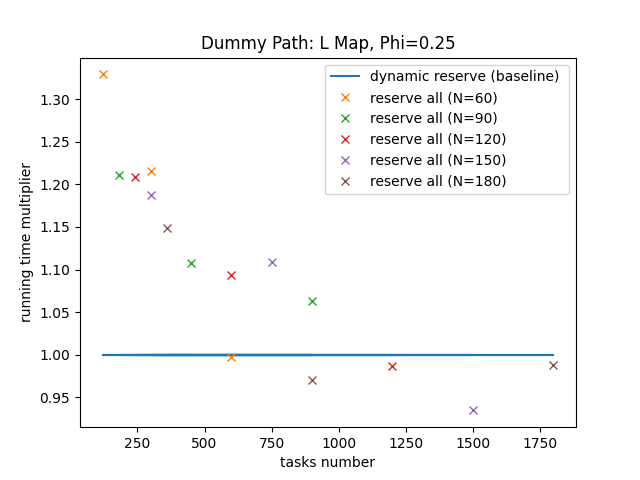 Dummy Path: L Map, Phi=0.25
dynamic reserve (baseline)
reserve all (N=60)
reserve all (N=90)
reserve all (N=120)
reserve all (N=150)
reserve all (N=180)
running time multiplier
1.30
1.25
1.20
1.15
1.10
1.05
1.00
0.95
250 500 750 1000 1250 1500 1750
tasks number